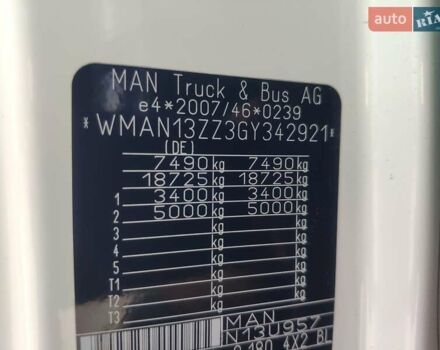 auto RIA
MAN Truck & Bus AG
e4*2007/46*0239
*WMAN13ZZ3GY342921*
(DE)
7490 kg 7490 kg
18725 kg 18725 kg
1 3400 kg 3400 kg
2 5000 kg 5000 kg
3 kg kg
4 kg kg
5 kg kg
T1 kg kg
T2 kg kg
T3 kg kg
MAN
N13U957
180 4X2 BL